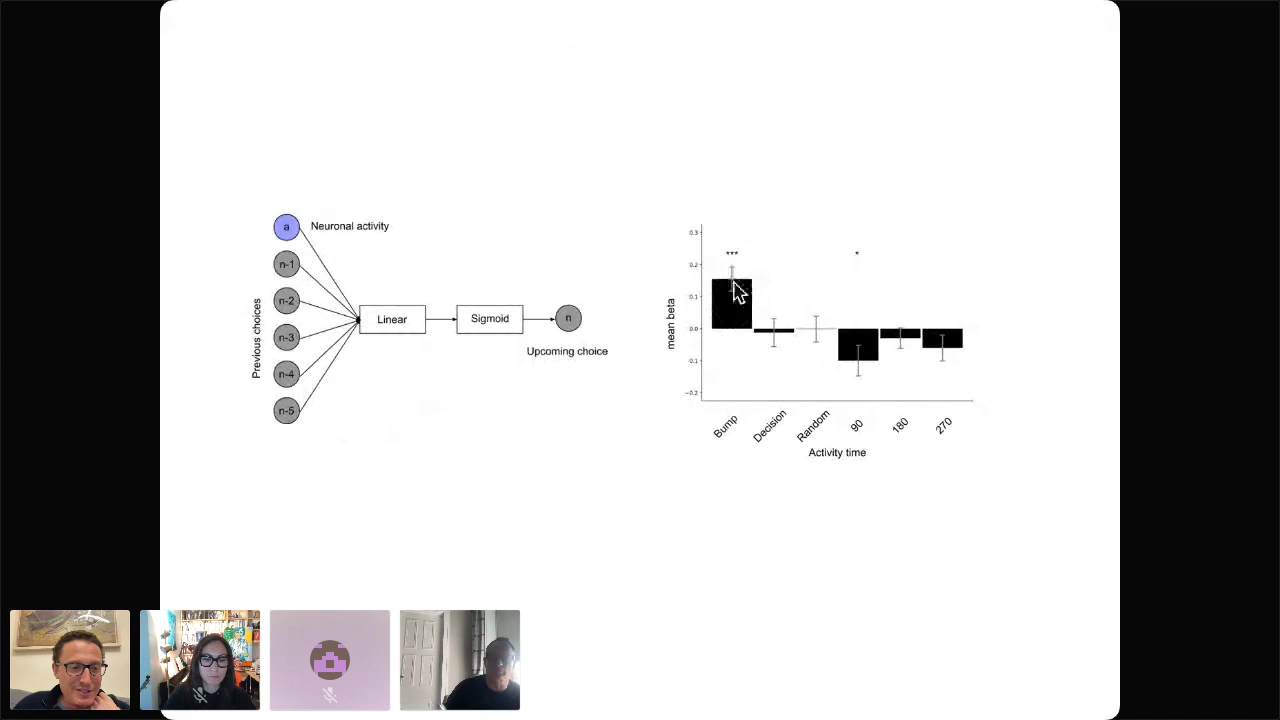 a
Neuronal activity
n-1
n-2
n-3
n-4
n-5
Previous choices
Linear
Sigmoid
n
Upcoming choice
***
*
0.3
0.2
0.1
0.0
−0.1
−0.2
mean beta
Bump
Decision
Random
90
180
270
Activity time